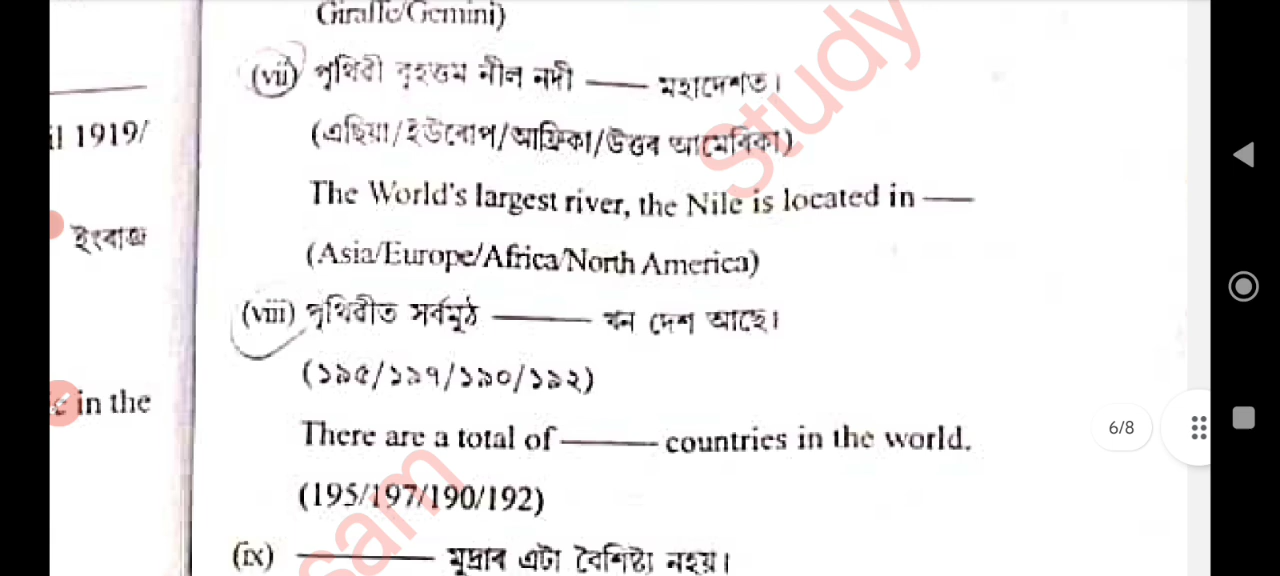 Giraffe/Gemini)
(vii) পৃথিৱী বৃহত্তম নীল নদী —— মহাদেশত।
il 1919/
(এছিয়া/ইউৰোপ/আফ্ৰিকা/উত্তৰ আমেৰিকা)
The World's largest river, the Nile is located in ——
ইংৰাজ
(Asia/Europe/Africa/North America)
(viii) পৃথিৱীত সৰ্বমুঠ ——— খন দেশ আছে।
(১৯৫/১৯৭/১৯০/১৯২)
in the
There are a total of ——— countries in the world.
6/8
(195/197/190/192)
(ix) ——— মুদ্ৰাৰ এটা বৈশিষ্ট্য নহয়।
Study
sam